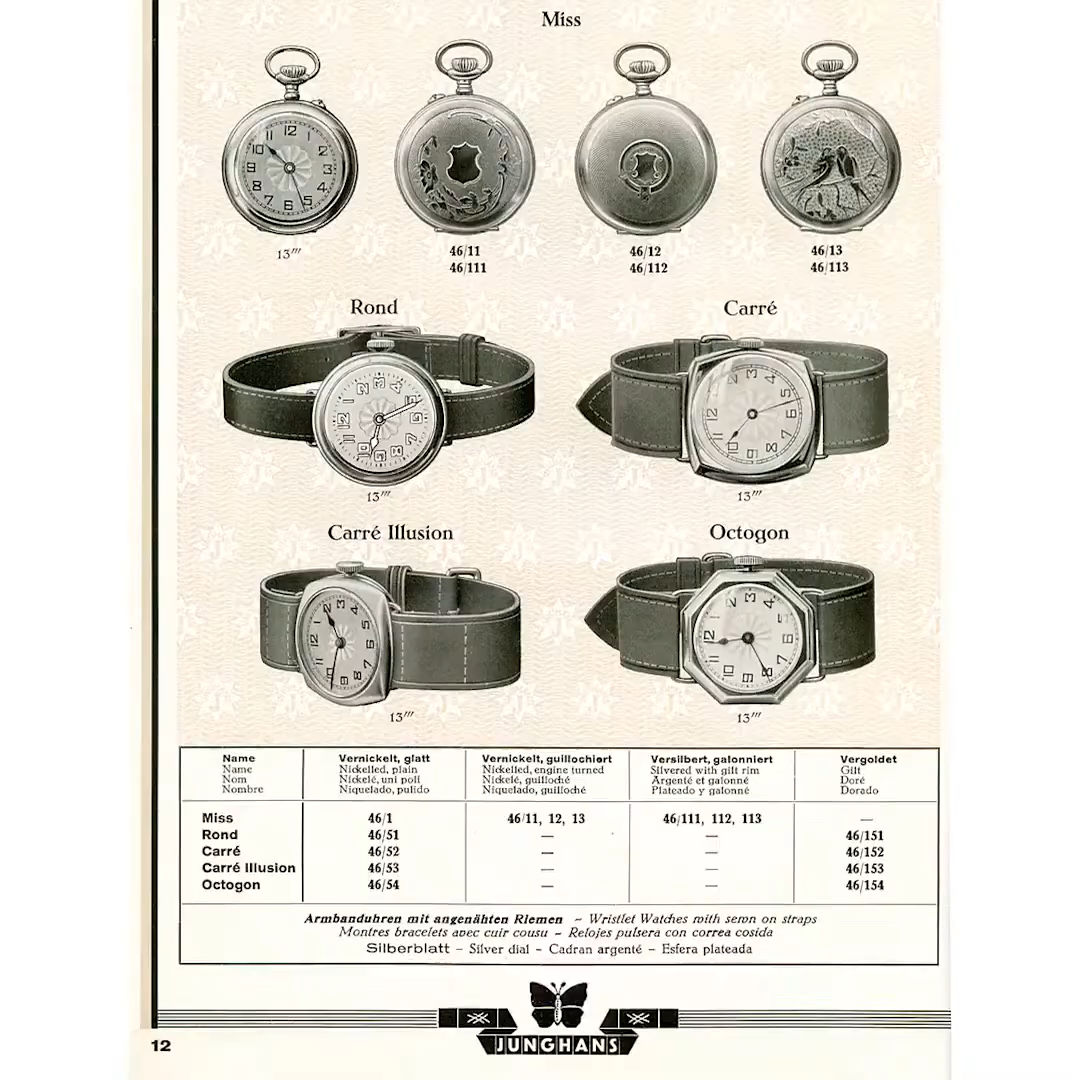 Miss
13‴
46/11
46/111
46/12
46/112
46/13
46/113
Rond
Carré
13‴
13‴
Carré Illusion
Octogon
13‴
13‴
Name Vernickelt, glatt Vernickelt, guillochiert Versilbert, galonniert Vergoldet
Name Nickelled, plain Nickelled, engine turned Silvered with gilt rim Gilt
Nom Nickelé, uni poli Nickelé, guilloché Argenté et galonné Doré
Nombre Niquelado, pulido Niquelado, guilloché Plateado y galonné Dorado
Miss 46/1 46/11, 12, 13 46/111, 112, 113 —
Rond 46/51 — — 46/151
Carré 46/52 — — 46/152
Carré Illusion 46/53 — — 46/153
Octogon 46/54 — — 46/154
Armbanduhren mit angenähten Riemen – Wristlet Watches with sewn on straps
Montres bracelets avec cuir cousu – Relojes pulsera con correa cosida
Silberblatt – Silver dial – Cadran argenté – Esfera plateada
JUNGHANS
12